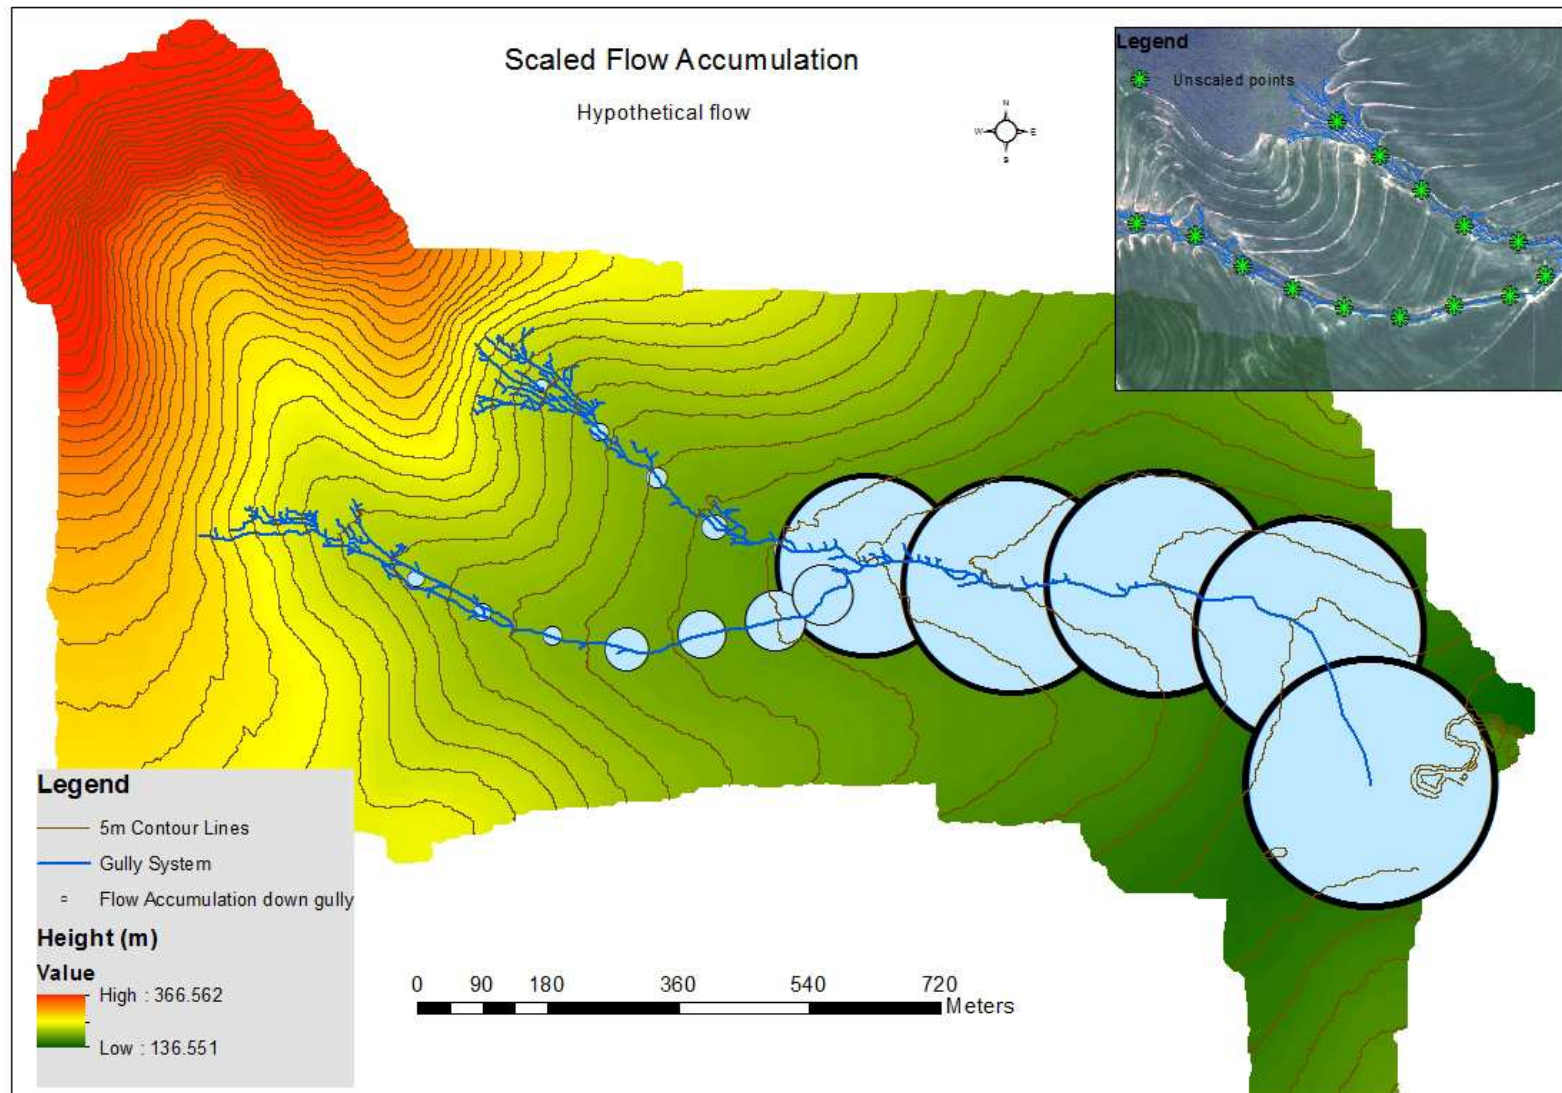 Scaled Flow Accumulation
Hypothetical flow
N
W E
S
Legend
Unscaled points
Legend
5m Contour Lines
Gully System
Flow Accumulation down gully
Height (m)
Value
High : 366.562
Low : 136.551
0 90 180 360 540 720
Meters